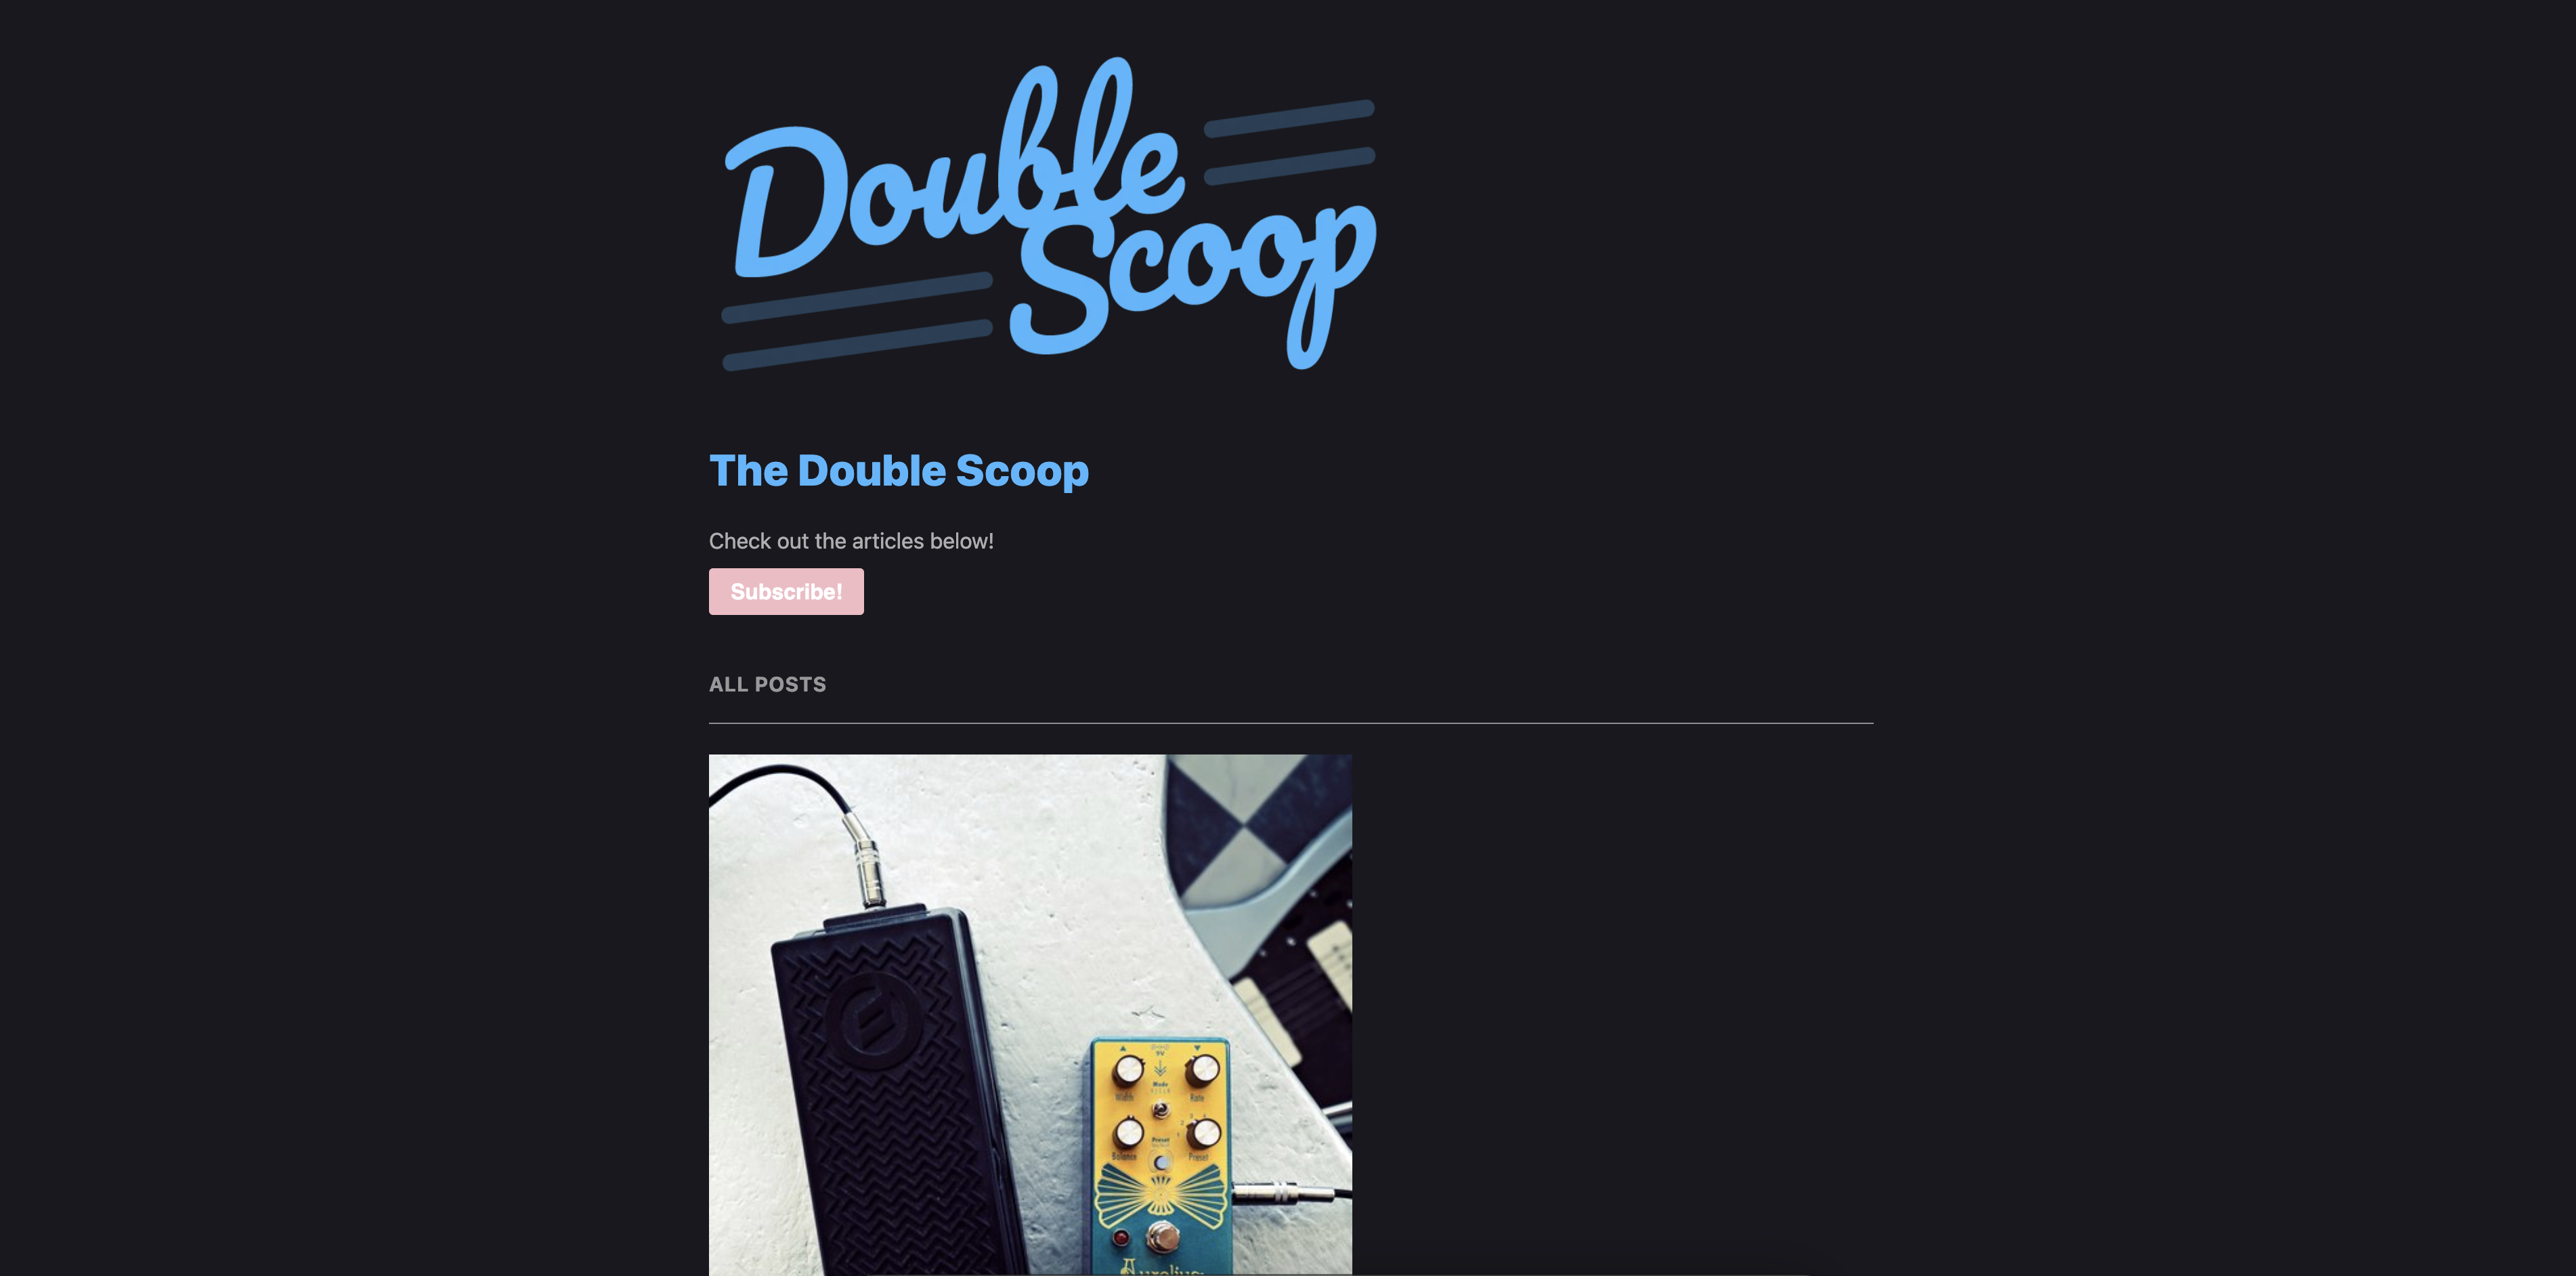 Double
Scoop
The Double Scoop
Check out the articles below!
Subscribe!
ALL POSTS
9V
Width
Mode
Rate
Balance
Preset
Preset
Aurelius